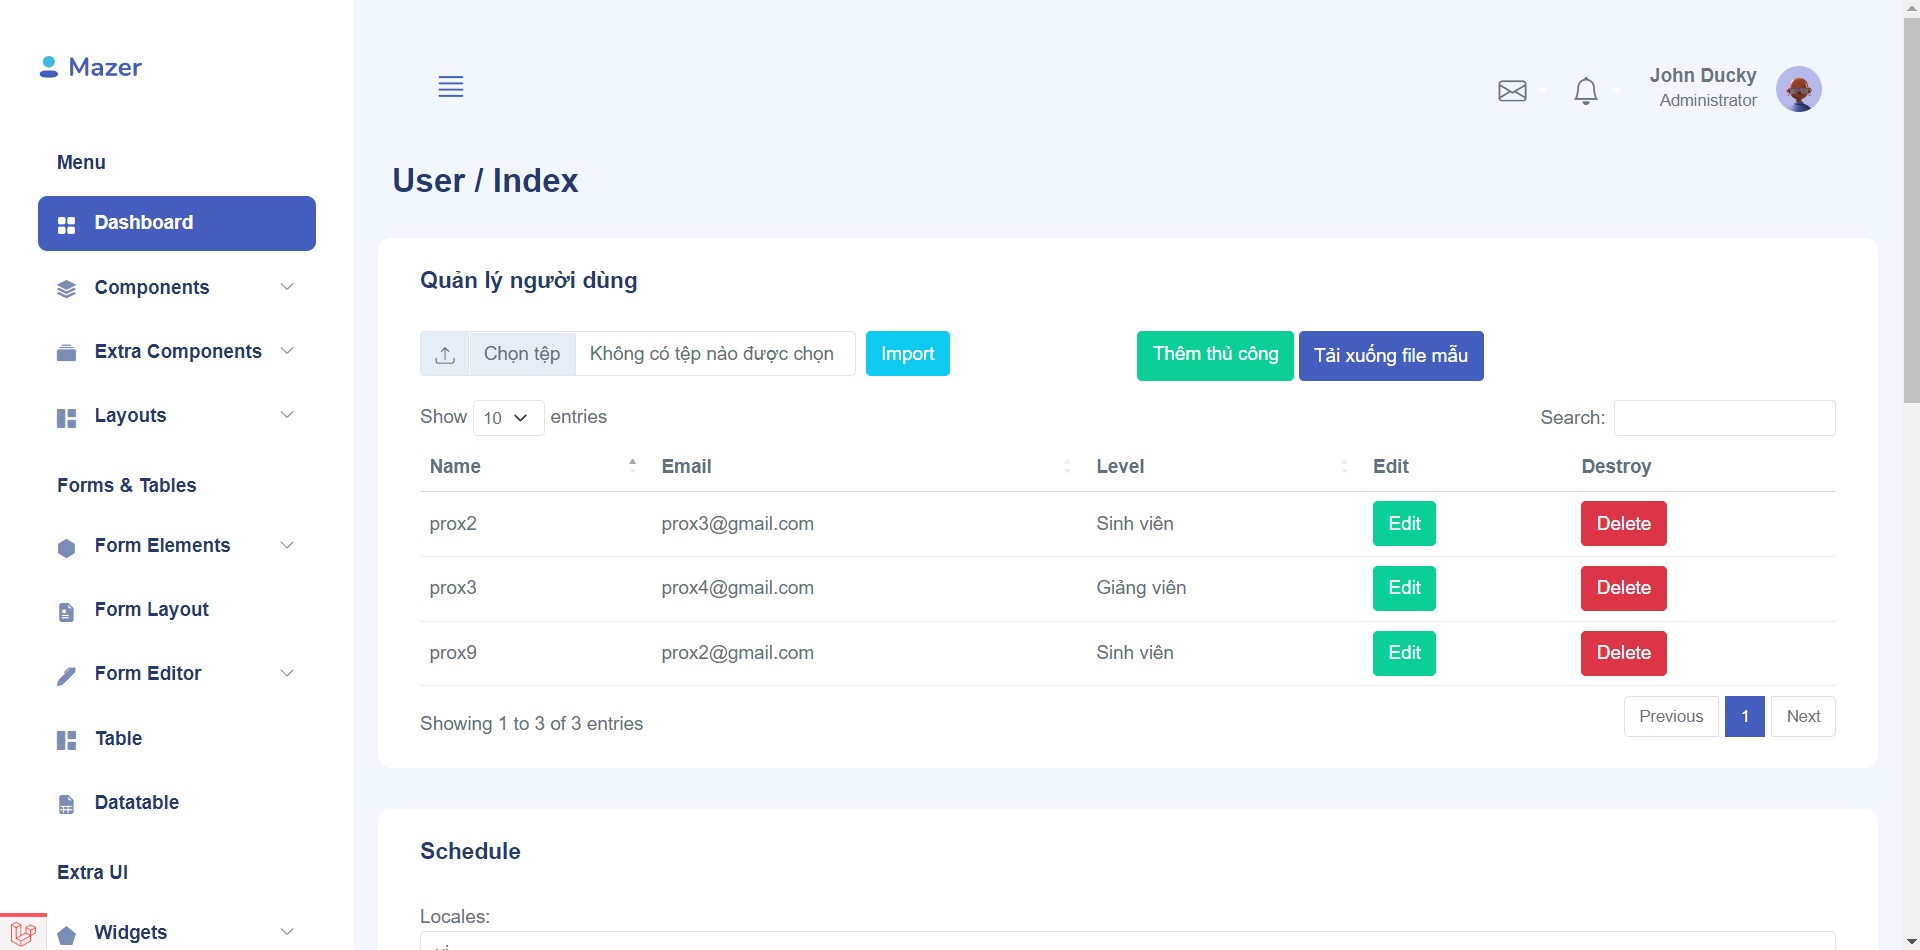 Mazer
Menu
Dashboard
Components
Extra Components
Layouts
Forms & Tables
Form Elements
Form Layout
Form Editor
Table
Datatable
Extra UI
Widgets
John Ducky
Administrator
User / Index
Quản lý người dùng
Chọn tệp Không có tệp nào được chọn Import Thêm thủ công Tải xuống file mẫu
Show 10 entries Search:
Name Email Level Edit Destroy
prox2 prox3@gmail.com Sinh viên Edit Delete
prox3 prox4@gmail.com Giảng viên Edit Delete
prox9 prox2@gmail.com Sinh viên Edit Delete
Showing 1 to 3 of 3 entries Previous 1 Next
Schedule
Locales: